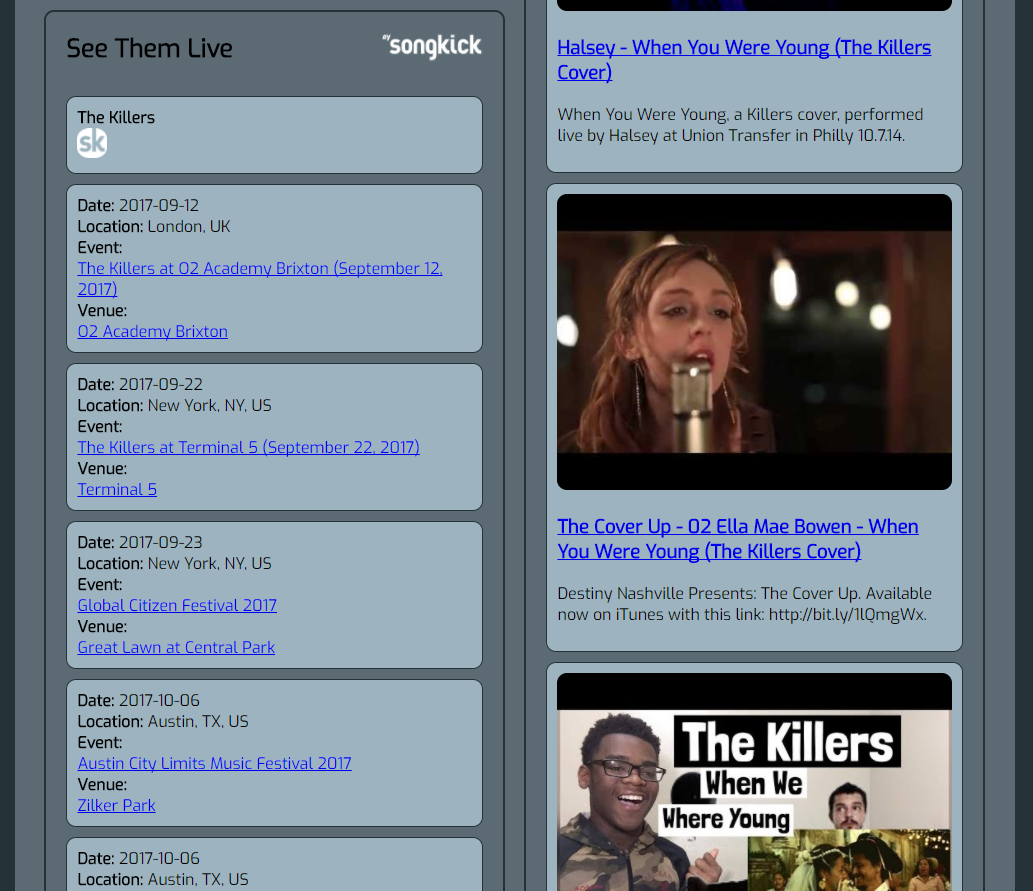 See Them Live
BY songkick
The Killers
sk
Date: 2017-09-12
Location: London, UK
Event:
The Killers at O2 Academy Brixton (September 12,
2017)
Venue:
O2 Academy Brixton
Date: 2017-09-22
Location: New York, NY, US
Event:
The Killers at Terminal 5 (September 22, 2017)
Venue:
Terminal 5
Date: 2017-09-23
Location: New York, NY, US
Event:
Global Citizen Festival 2017
Venue:
Great Lawn at Central Park
Date: 2017-10-06
Location: Austin, TX, US
Event:
Austin City Limits Music Festival 2017
Venue:
Zilker Park
Date: 2017-10-06
Location: Austin, TX, US
Halsey - When You Were Young (The Killers
Cover)
When You Were Young, a Killers cover, performed
live by Halsey at Union Transfer in Philly 10.7.14.
The Cover Up - 02 Ella Mae Bowen - When
You Were Young (The Killers Cover)
Destiny Nashville Presents: The Cover Up. Available
now on iTunes with this link: http://bit.ly/1lQmgWx.
The Killers
When We
Where Young